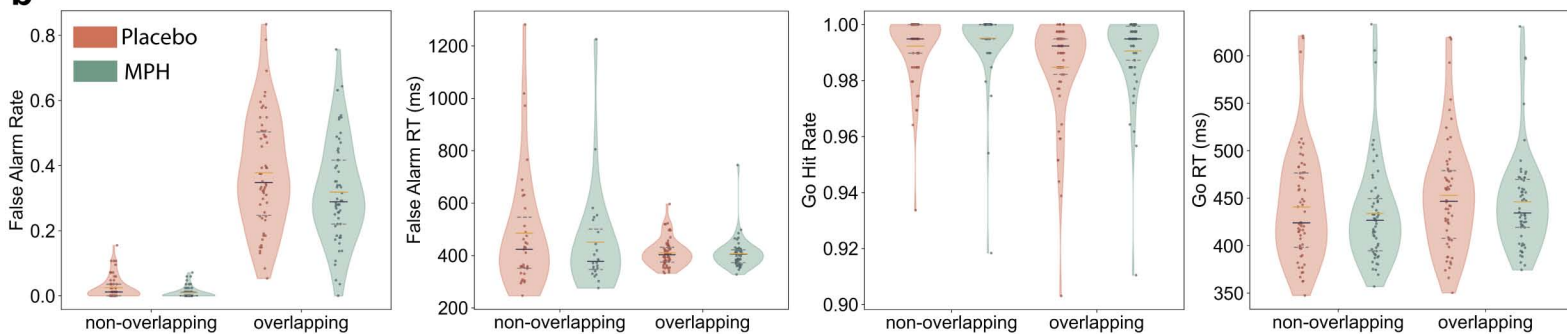 b
Placebo
MPH
False Alarm Rate
0.8
0.6
0.4
0.2
0.0
non-overlapping
overlapping
False Alarm RT (ms)
1200
1000
800
600
400
200
non-overlapping
overlapping
Go Hit Rate
1.00
0.98
0.96
0.94
0.92
0.90
non-overlapping
overlapping
Go RT (ms)
600
550
500
450
400
350
non-overlapping
overlapping